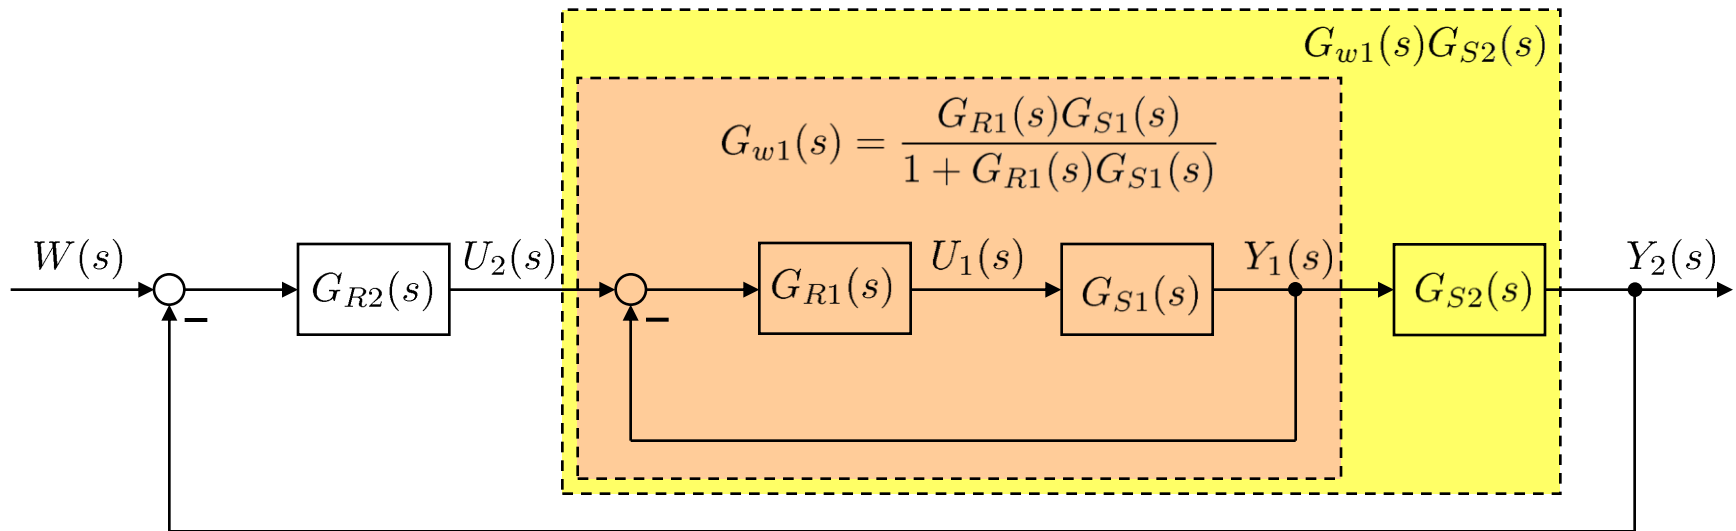 G_{w1}(s)G_{S2}(s)
G_{w1}(s) = \frac{G_{R1}(s)G_{S1}(s)}{1 + G_{R1}(s)G_{S1}(s)}
W(s) U_2(s) U_1(s) Y_1(s) Y_2(s)
G_{R2}(s) G_{R1}(s) G_{S1}(s) G_{S2}(s)
− −